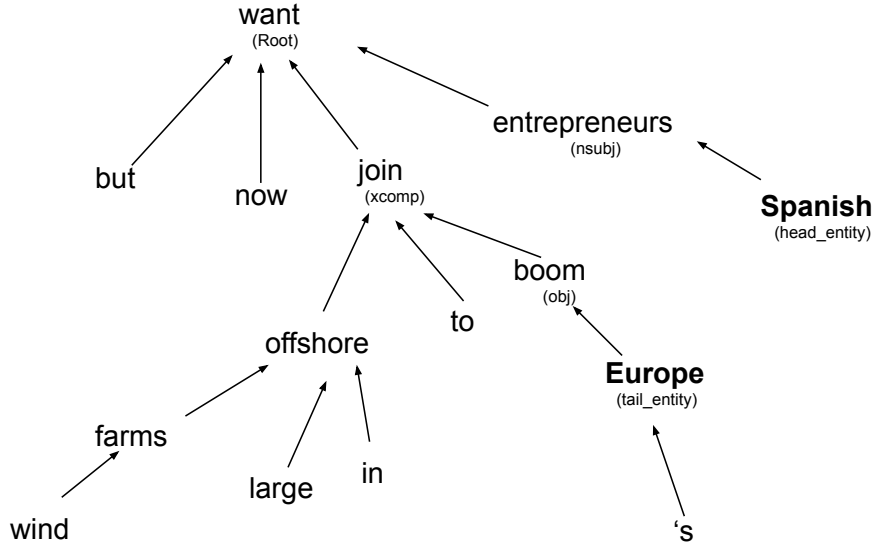 want
(Root)
entrepreneurs
(nsubj)
but
now
join
(xcomp)
Spanish
(head_entity)
boom
(obj)
to
offshore
Europe
(tail_entity)
farms
large
in
wind
‘s